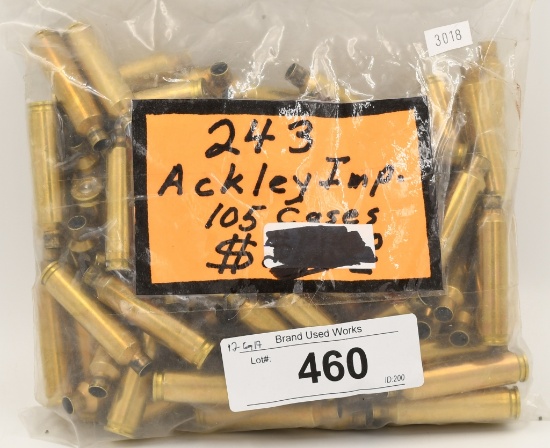 3018
243
Ackley Imp.
105 Cases
$
Brand Used Works
Lot#:
460
ID:200